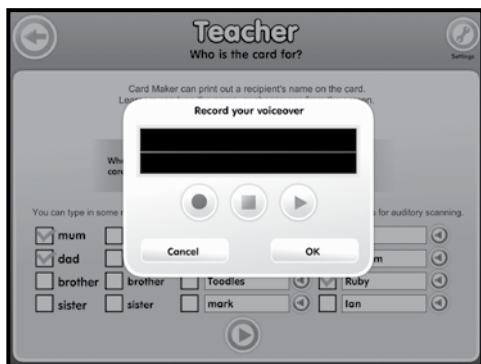 Teacher
Who is the card for?
Settings
Card Maker can print out a recipient's name on the card.
Record your voiceover
You can type in some
for auditory scanning.
mum
dad
Cancel
OK
brother brother Toodles Ruby
sister sister mark Ian